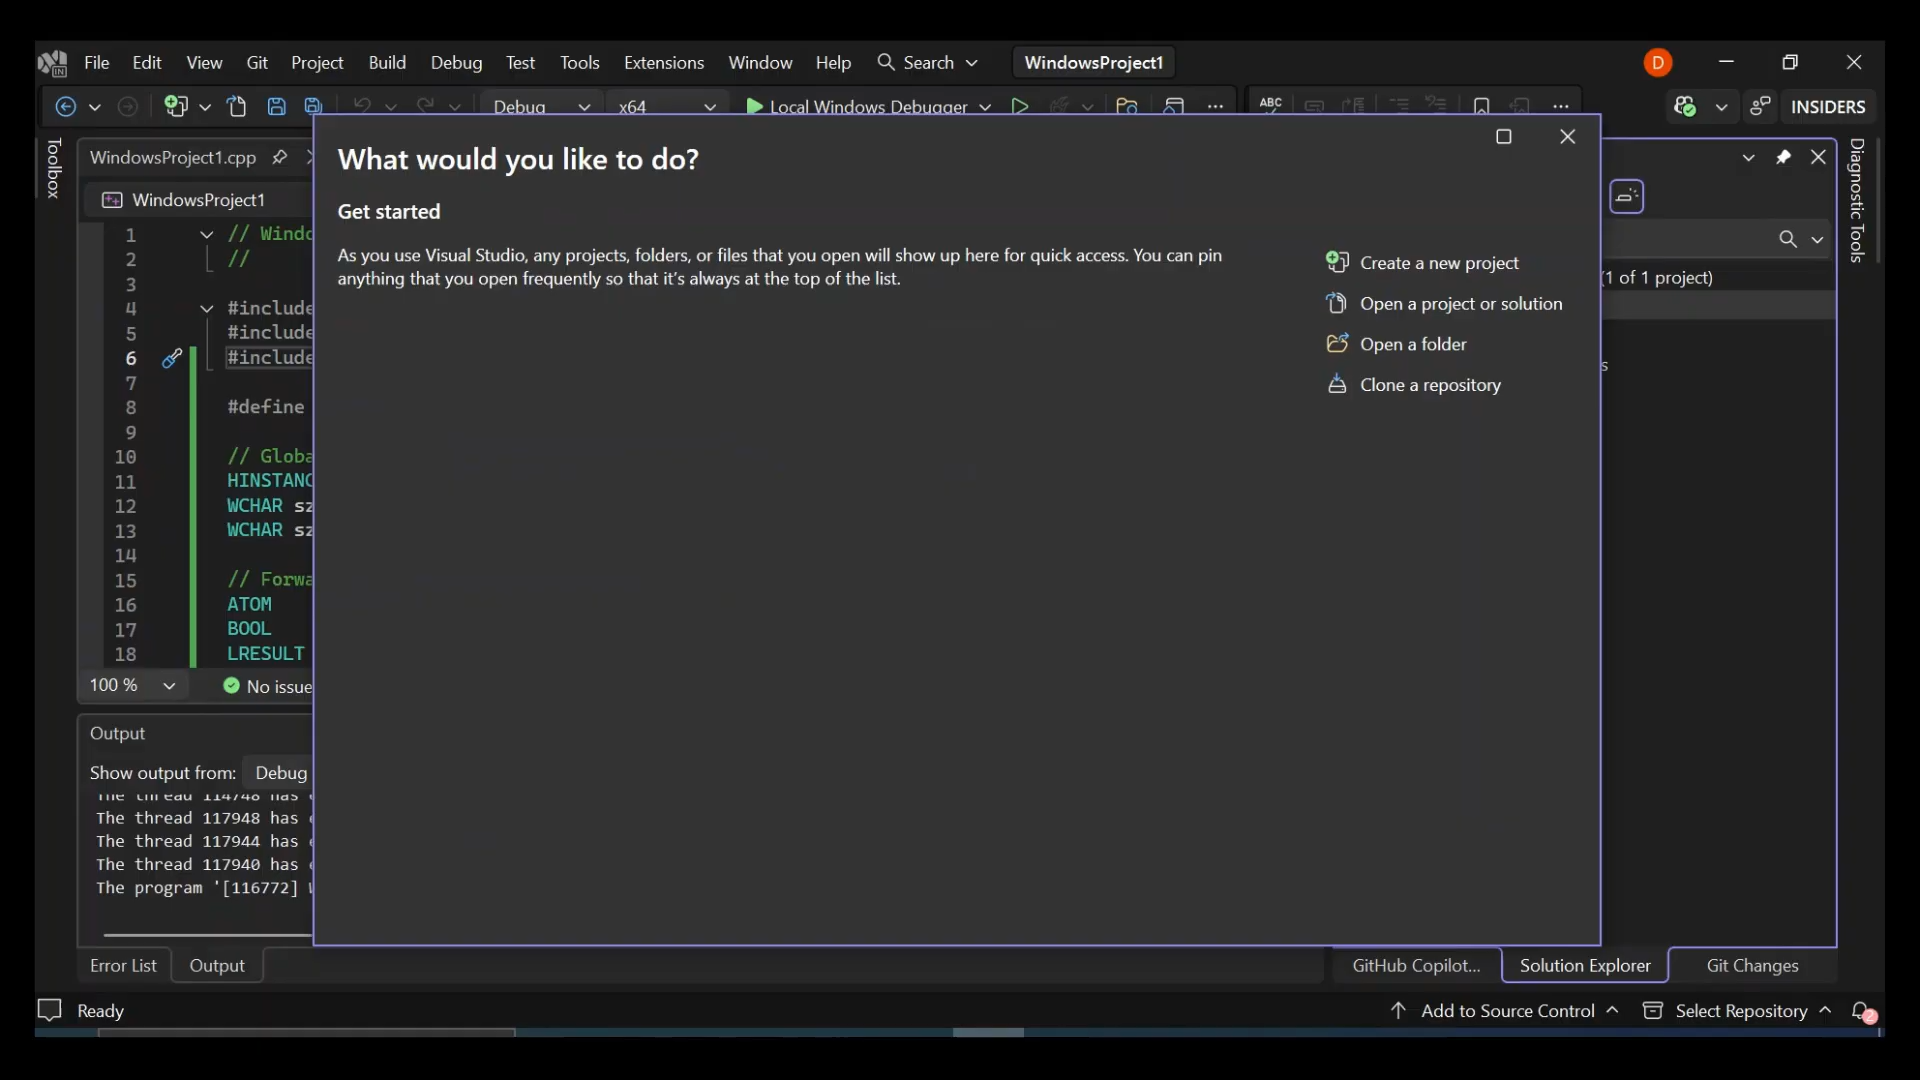 File Edit View Git Project Build Debug Test Tools Extensions Window Help Search WindowsProject1 D
Debug x64 Local Windows Debugger ABC INSIDERS
Toolbox
WindowsProject1.cpp
WindowsProject1
1 // Windo
2 //
3
4 #include
5 #include
6 #include
7
8 #define
9
10 // Globa
11 HINSTANC
12 WCHAR sz
13 WCHAR sz
14
15 // Forwa
16 ATOM
17 BOOL
18 LRESULT
100 % No issue
Output
Show output from: Debug
The thread 114748 has
The thread 117948 has
The thread 117944 has
The thread 117940 has
The program '[116772]
Error List Output
What would you like to do?
Get started
As you use Visual Studio, any projects, folders, or files that you open will show up here for quick access. You can pin
anything that you open frequently so that it's always at the top of the list.
Create a new project
Open a project or solution
Open a folder
Clone a repository
(1 of 1 project)
s
Diagnostic Tools
GitHub Copilot... Solution Explorer Git Changes
Ready Add to Source Control Select Repository 2